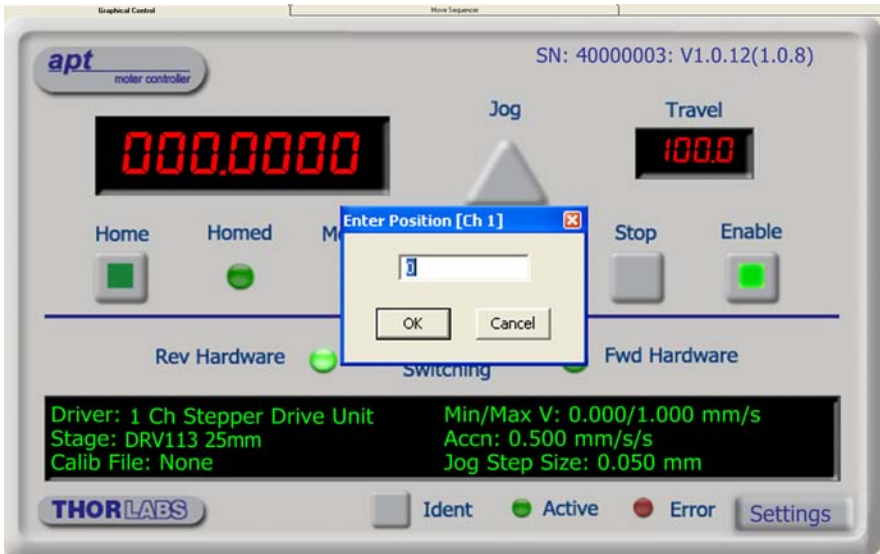 Graphical Control
Move Sequencer
apt
moter controller
SN: 40000003: V1.0.12(1.0.8)
Jog
Travel
000.0000
100.0
Enter Position [Ch 1]
0
OK
Cancel
Home
Homed
Stop
Enable
Rev Hardware
Switching
Fwd Hardware
Driver: 1 Ch Stepper Drive Unit
Min/Max V: 0.000/1.000 mm/s
Stage: DRV113 25mm
Accn: 0.500 mm/s/s
Calib File: None
Jog Step Size: 0.050 mm
THORLABS
Ident
Active
Error
Settings